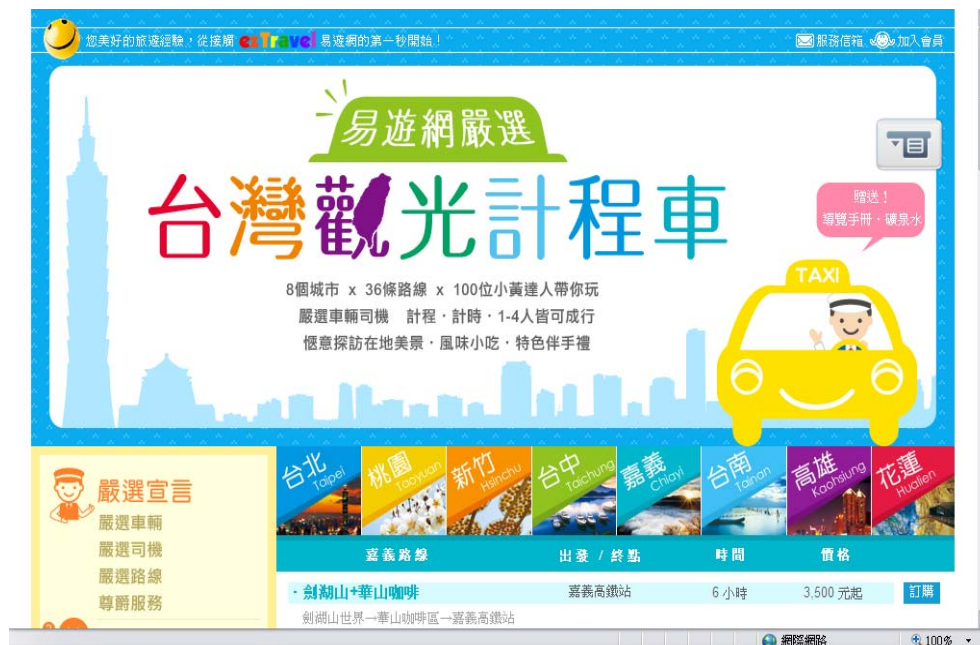 您美好的旅遊經驗，從接觸 ezTravel 易遊網的第一秒開始！
服務信箱 加入會員
易遊網嚴選
台灣觀光計程車
贈送！
導覽手冊・礦泉水
8個城市 x 36條路線 x 100位小黃達人帶你玩
嚴選車輛司機 計程・計時・1-4人皆可成行
愜意探訪在地美景・風味小吃・特色伴手禮
TAXI
台北 Taipei
桃園 Taoyuan
新竹 Hsinchu
台中 Taichung
嘉義 Chiayi
台南 Tainan
高雄 Kaohsiung
花蓮 Hualien
嚴選宣言
嚴選車輛
嚴選司機
嚴選路線
尊爵服務
嘉義路線 出發 / 終點 時間 價格
・劍湖山+華山咖啡 嘉義高鐵站 6 小時 3,500 元起 訂購
劍湖山世界→華山咖啡區→嘉義高鐵站
網際網路 100%